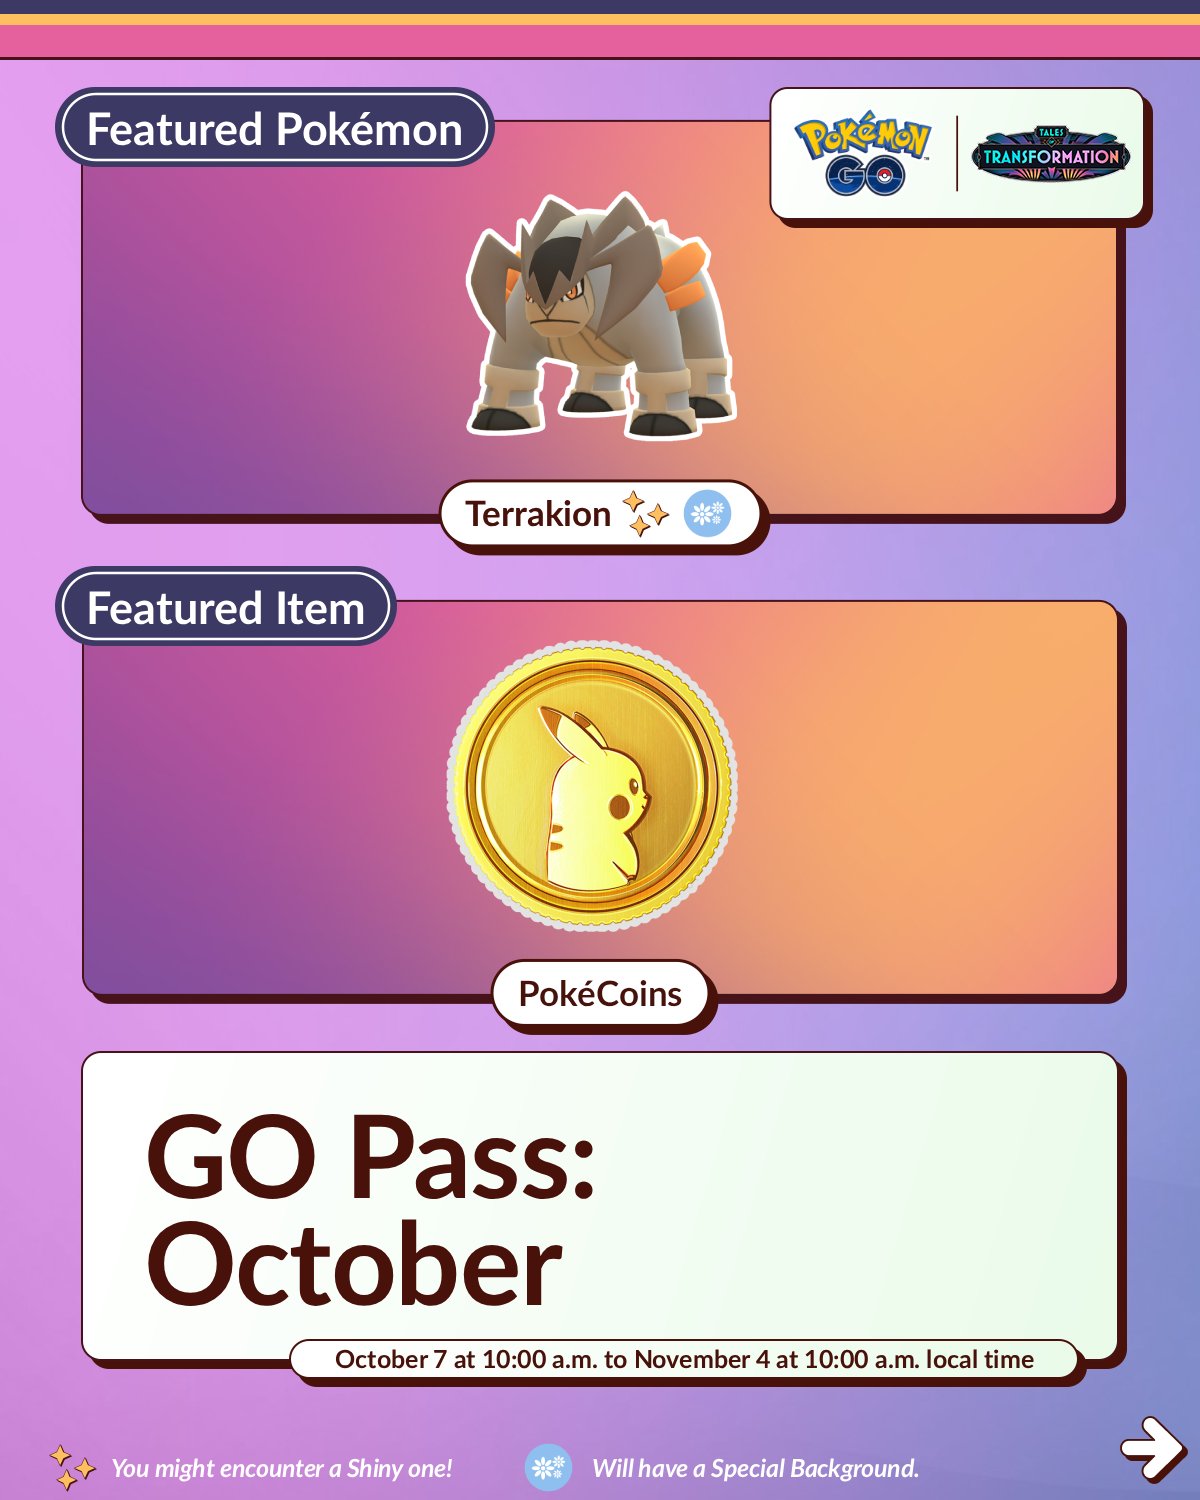 Featured Pokémon
POKÉMON
GO
TALES
OF
TRANSFORMATION
Terrakion
Featured Item
PokéCoins
GO Pass:
October
October 7 at 10:00 a.m. to November 4 at 10:00 a.m. local time
You might encounter a Shiny one!
Will have a Special Background.